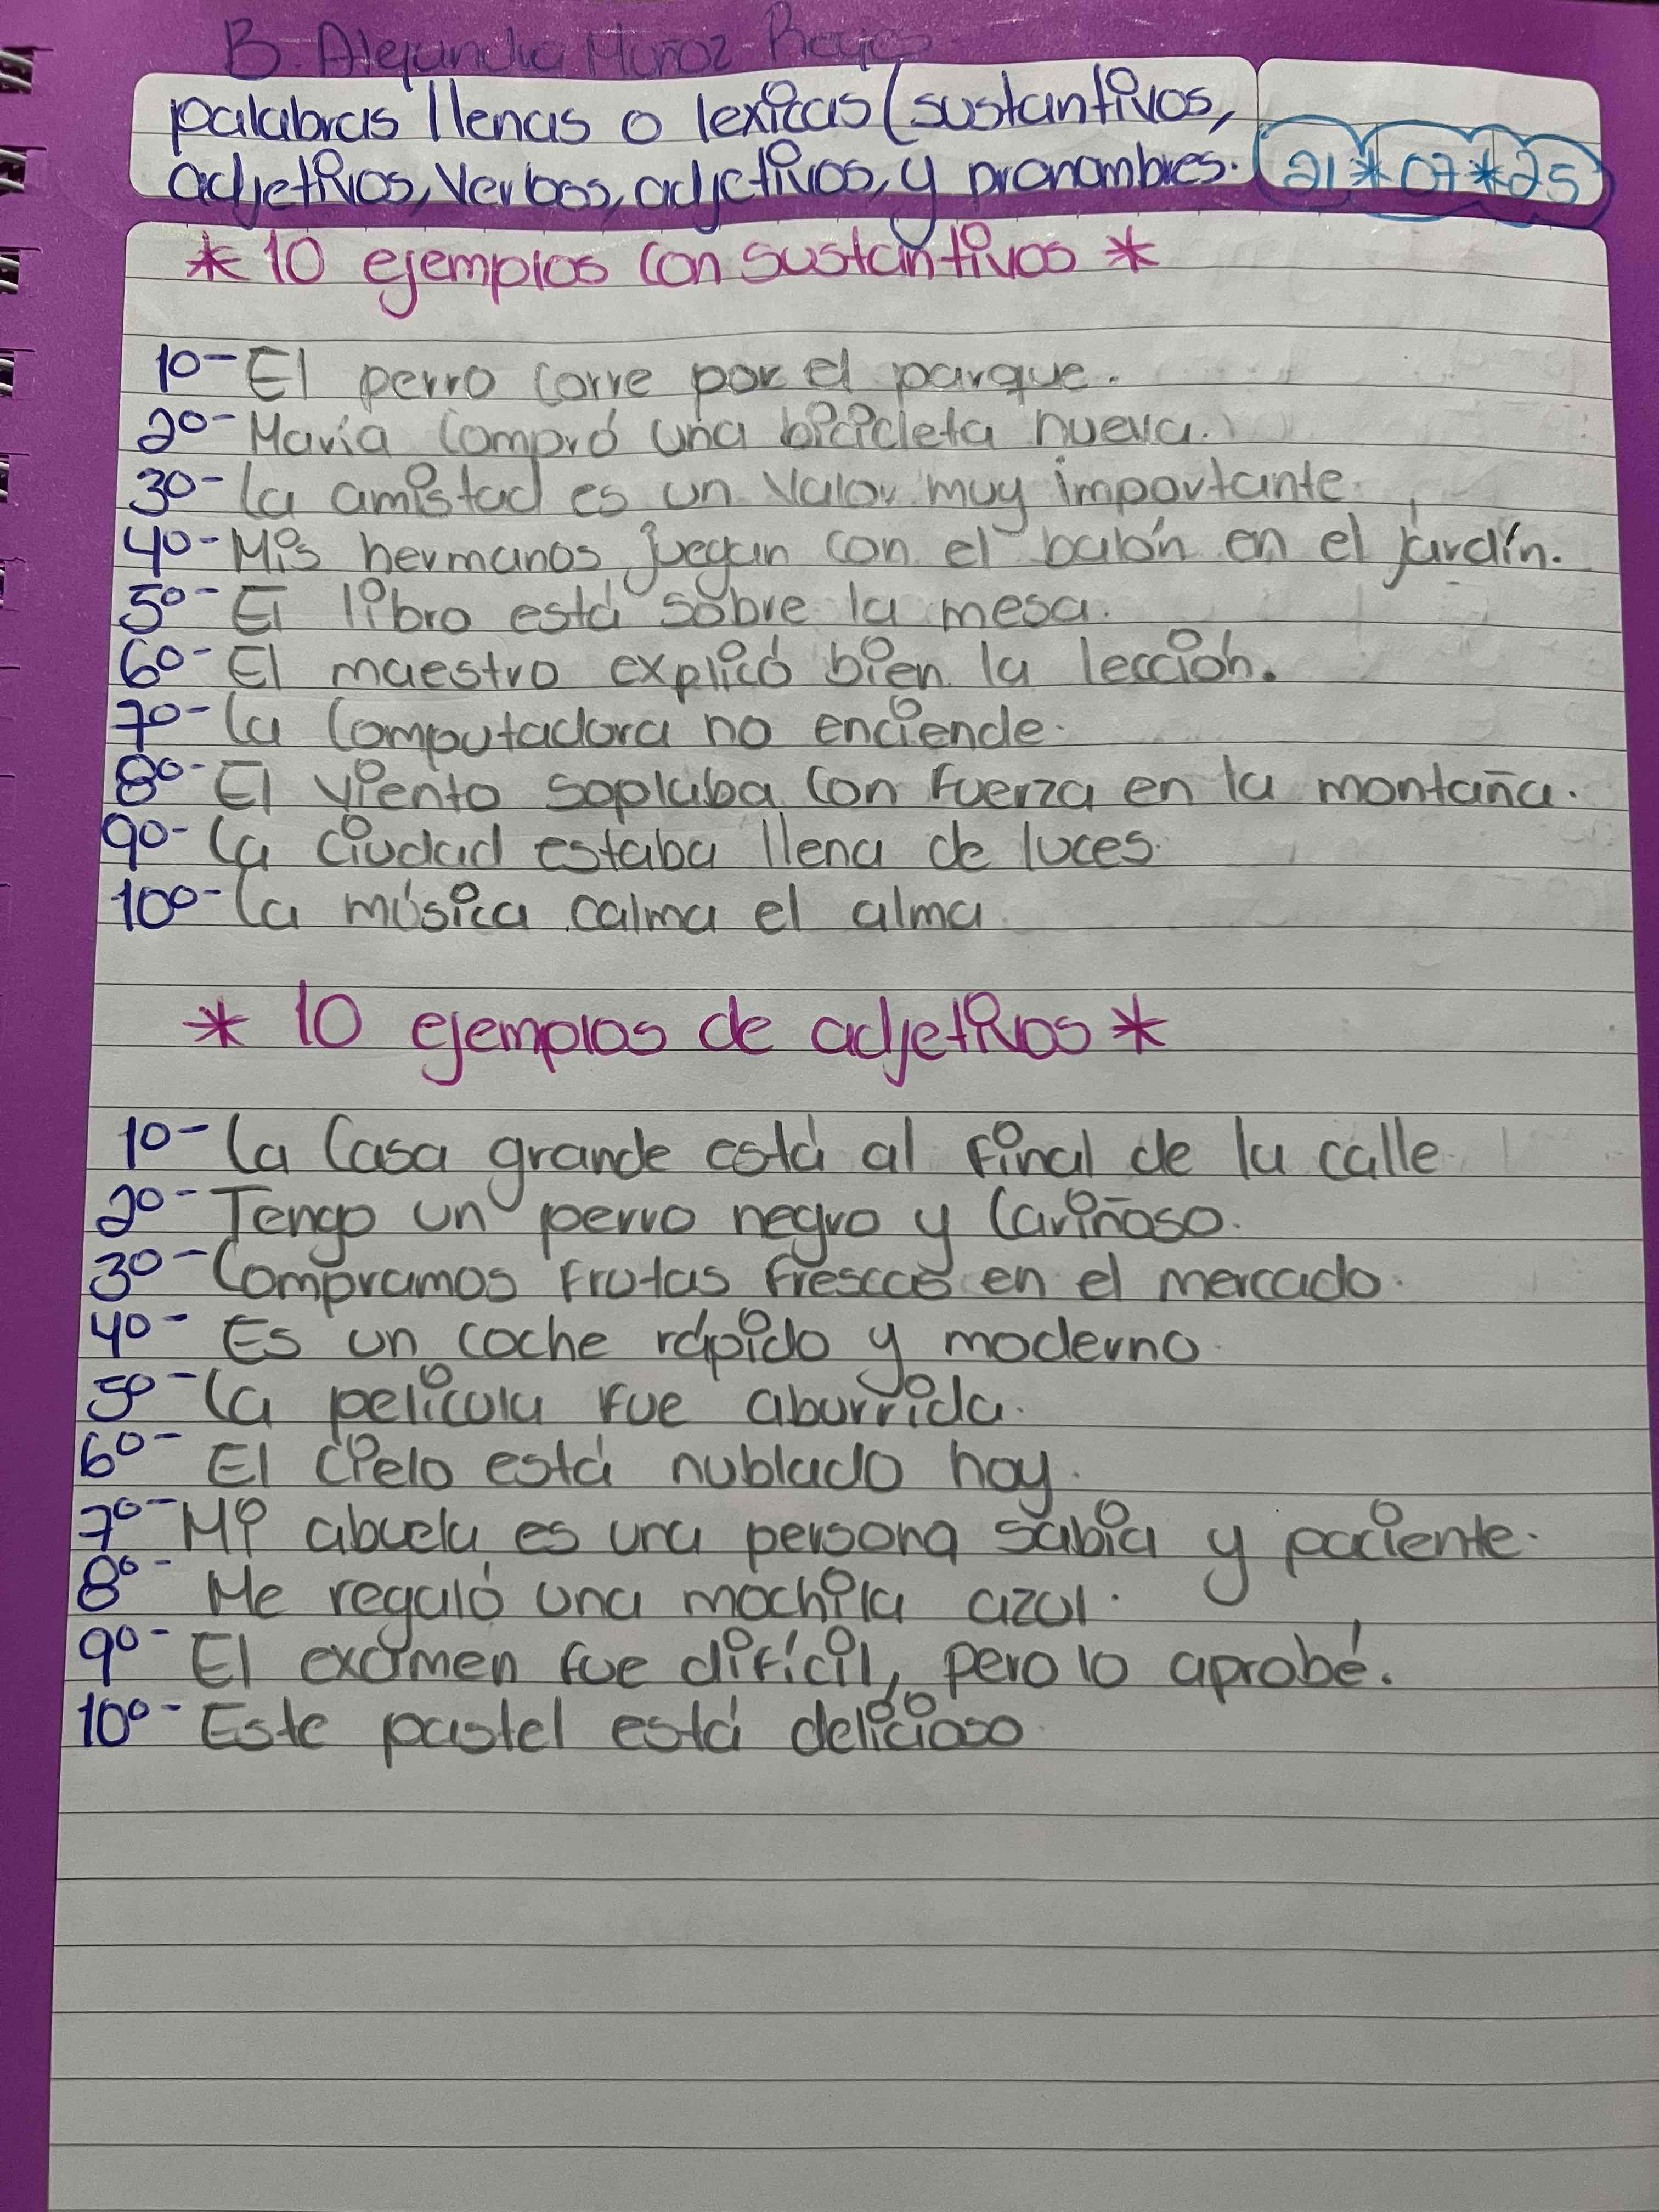 B. Alejandra Muñoz Reyes
palabras llenas o lexicas (sustantivos,
adjetivos, verbos, adjctivos, y pronombres.
21*07*25
*10 ejemplos con sustantivos*
1º- El perro corre por el parque.
2º- María compró una bicicleta nueva.
3º- La amistad es un valor muy importante.
4º- Mis hermanos juegan con el balón en el jardín.
5º- El libro está sobre la mesa.
6º- El maestro explicó bien la lección.
7º- La computadora no enciende.
8º- El viento soplaba con fuerza en la montaña.
9º- La ciudad estaba llena de luces.
10º- La música calma el alma
* 10 ejemplos de adjetivos *
1º- La casa grande está al final de la calle
2º- Tengo un perro negro y cariñoso.
3º- Compramos frutas frescas en el mercado.
4º- Es un coche rápido y moderno.
5º- La película fue aburrida.
6º- El cielo está nublado hoy.
7º- Mi abuela es una persona sabia y paciente.
8º- Me regaló una mochila azul.
9º- El examen fue difícil, pero lo aprobé.
10º- Este pastel está delicioso